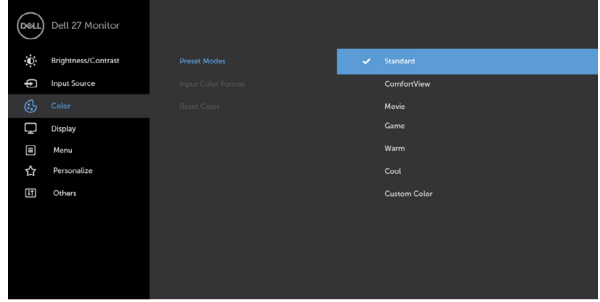 DELL Dell 27 Monitor
Brightness/Contrast
Input Source
Color
Display
Menu
Personalize
Others
Preset Modes
Input Color Format
Reset Color
Standard
ComfortView
Movie
Game
Warm
Cool
Custom Color